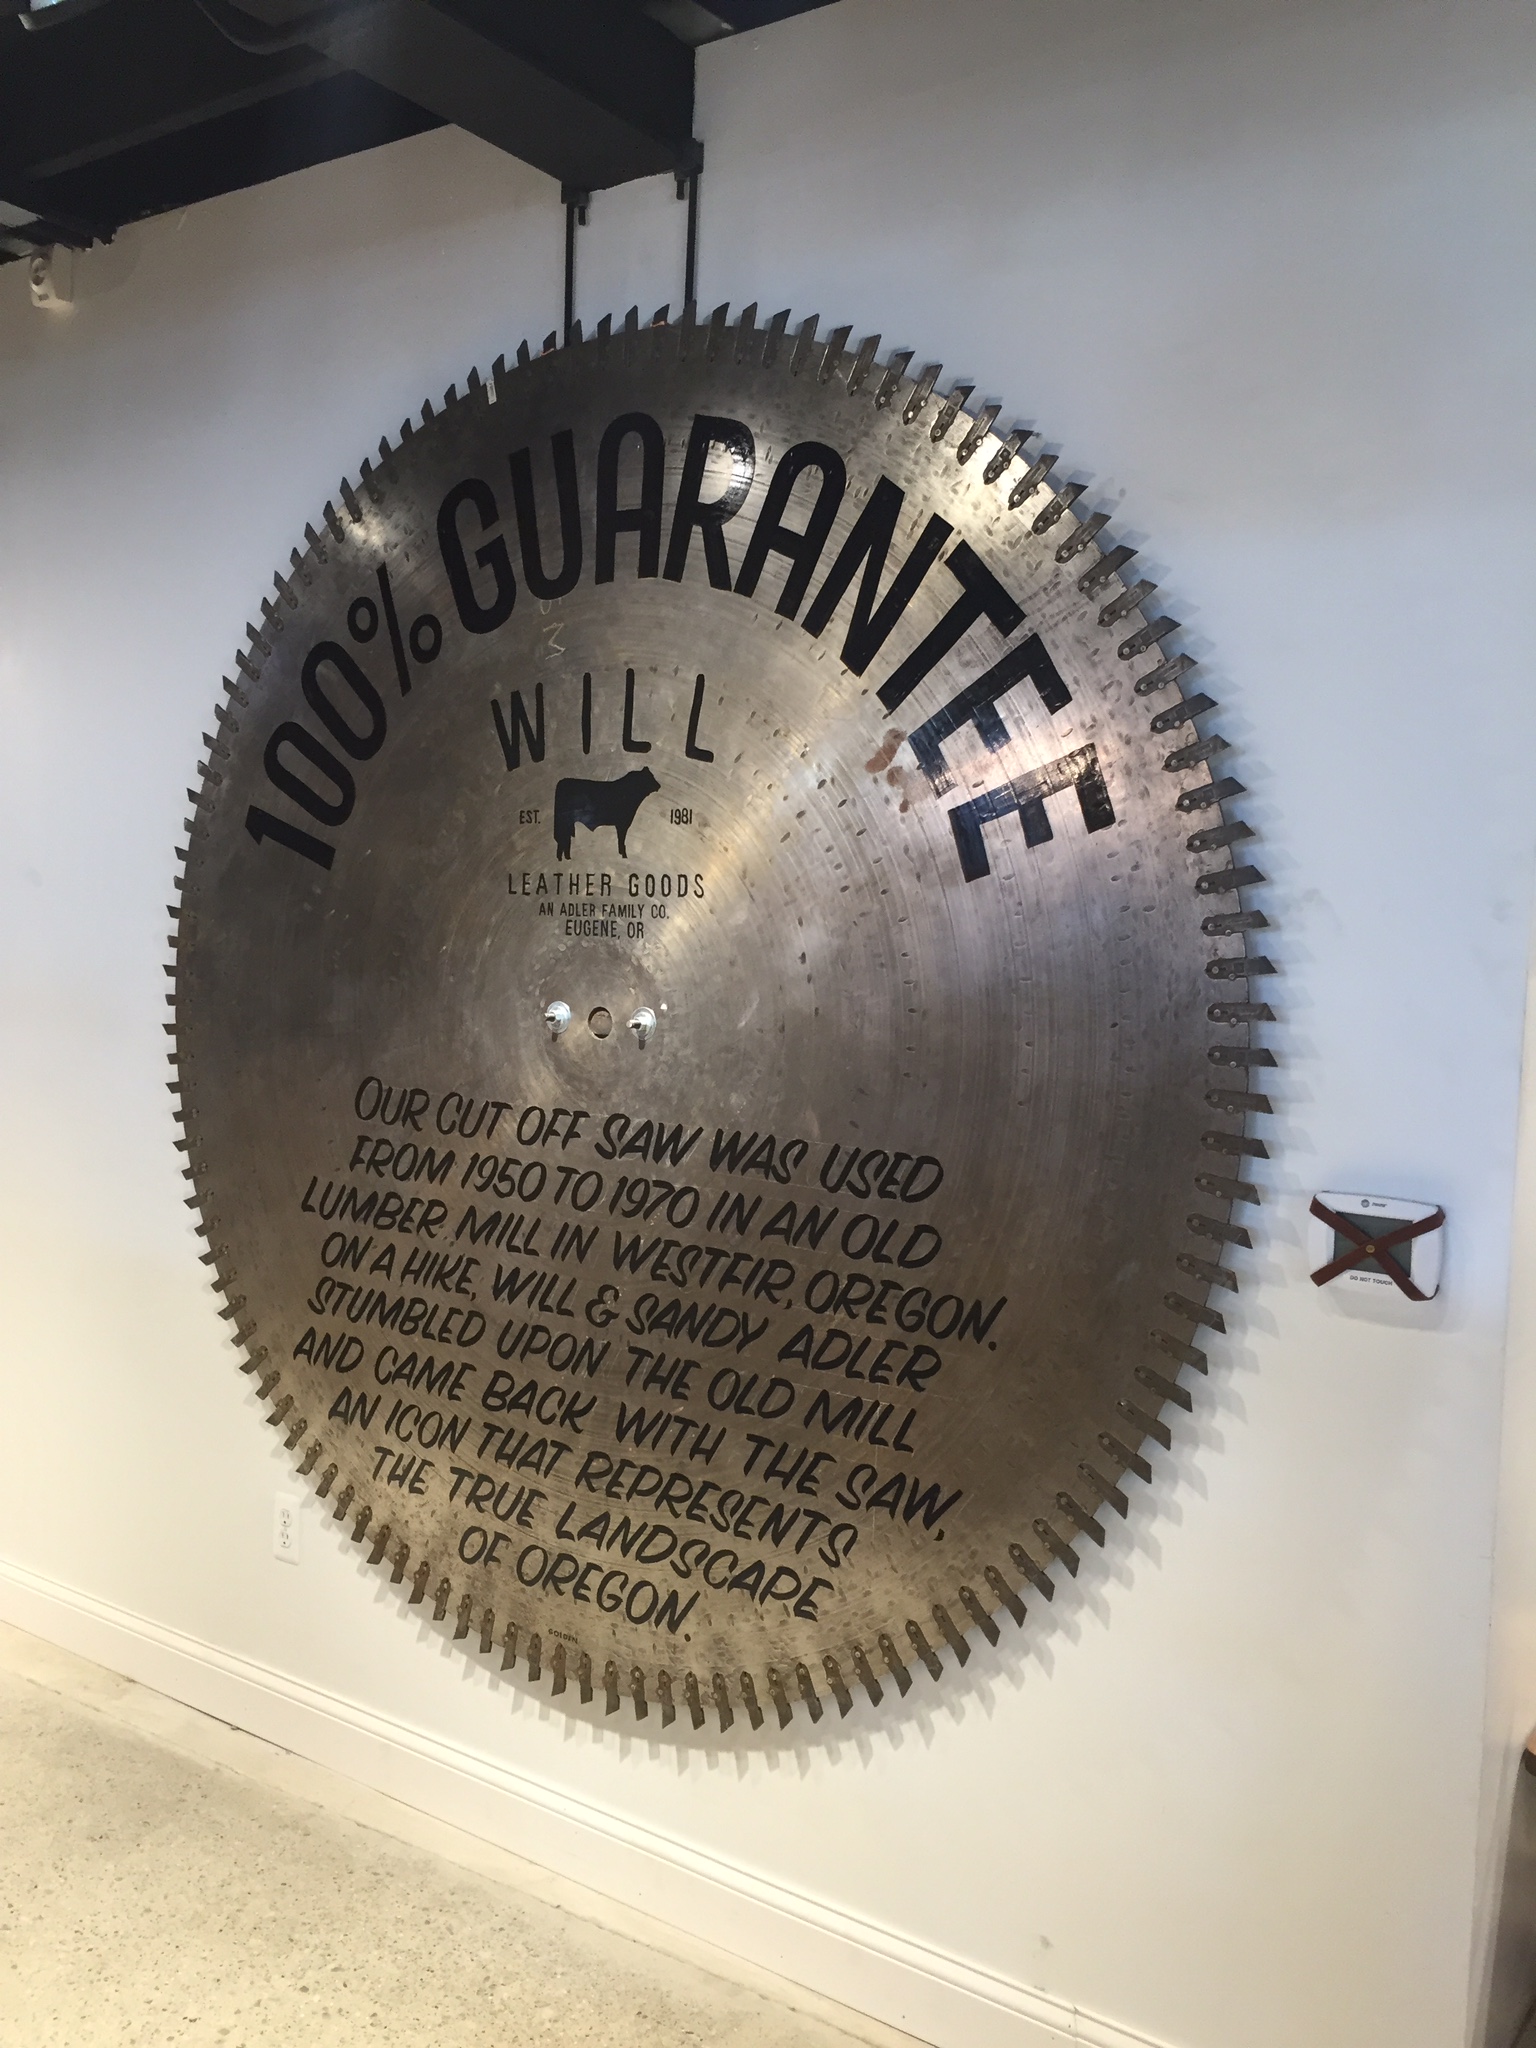 100% GUARANTEE
WILL
EST. 1981
LEATHER GOODS
AN ADLER FAMILY CO.
EUGENE, OR
OUR CUT OFF SAW WAS USED
FROM 1950 TO 1970 IN AN OLD
LUMBER MILL IN WESTFIR, OREGON.
ON A HIKE, WILL & SANDY ADLER
STUMBLED UPON THE OLD MILL
AND CAME BACK WITH THE SAW,
AN ICON THAT REPRESENTS
THE TRUE LANDSCAPE
OF OREGON.
GOLDEN
DO NOT TOUCH